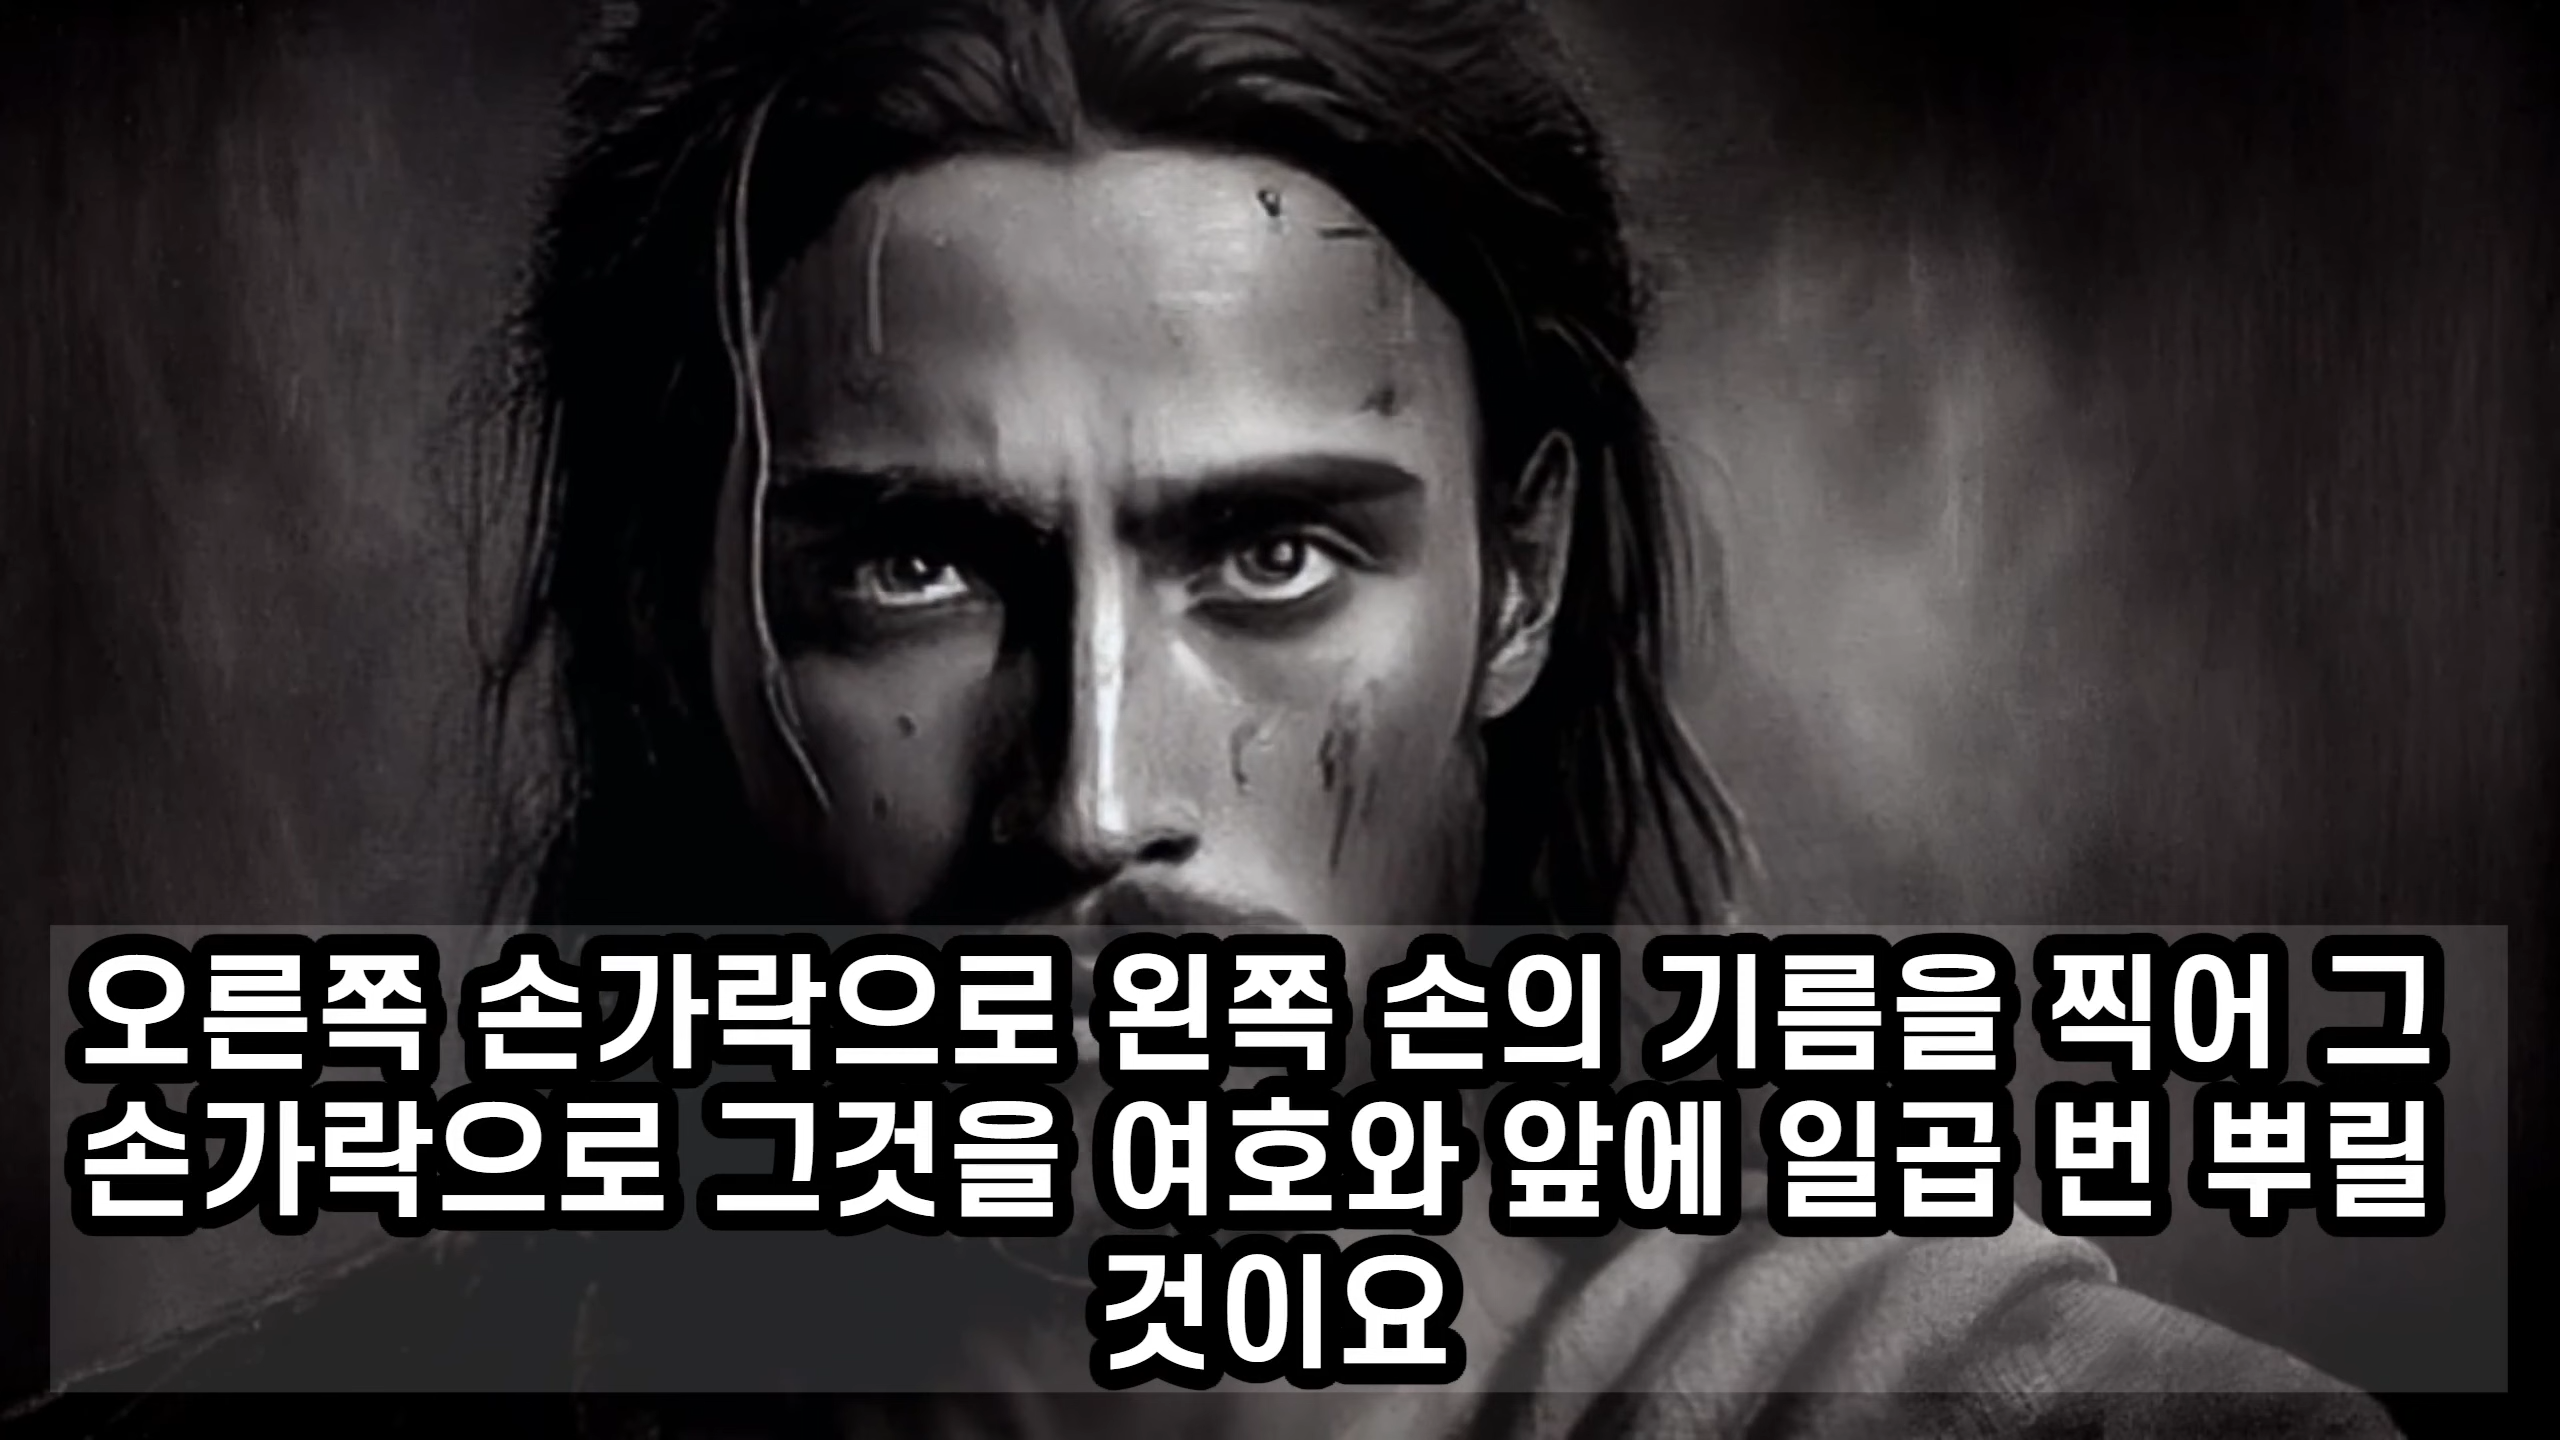 오른쪽 손가락으로 왼쪽 손의 기름을 찍어 그
손가락으로 그것을 여호와 앞에 일곱 번 뿌릴
것이요